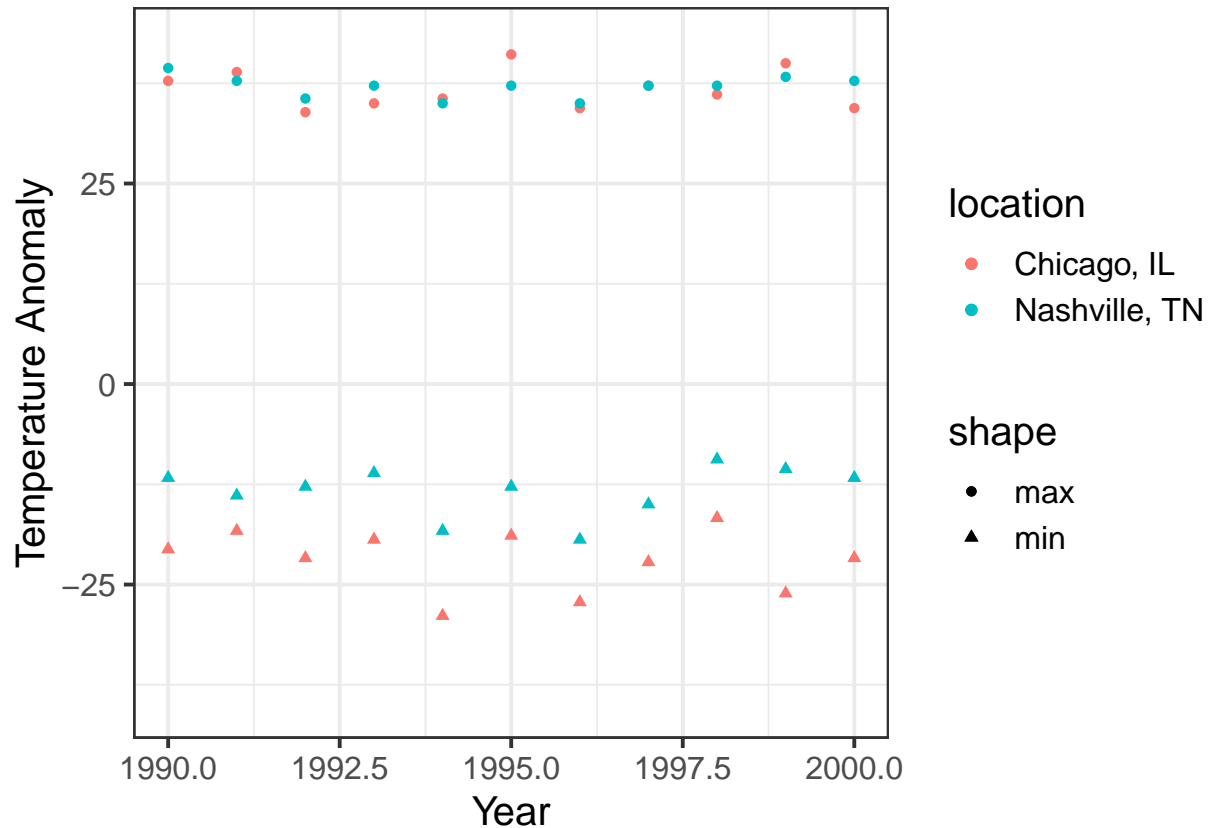 Temperature Anomaly
25
0
−25
1990.0 1992.5 1995.0 1997.5 2000.0
Year
location
Chicago, IL
Nashville, TN
shape
max
min